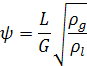 ψ = L/G √(ρg/ρl)